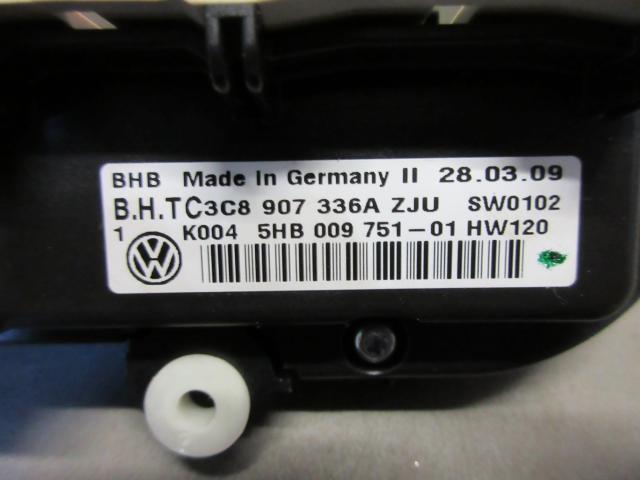 BHB Made In Germany II 28.03.09
B.H.TC3C8 907 336A ZJU SW0102
1 K004 5HB 009 751-01 HW120